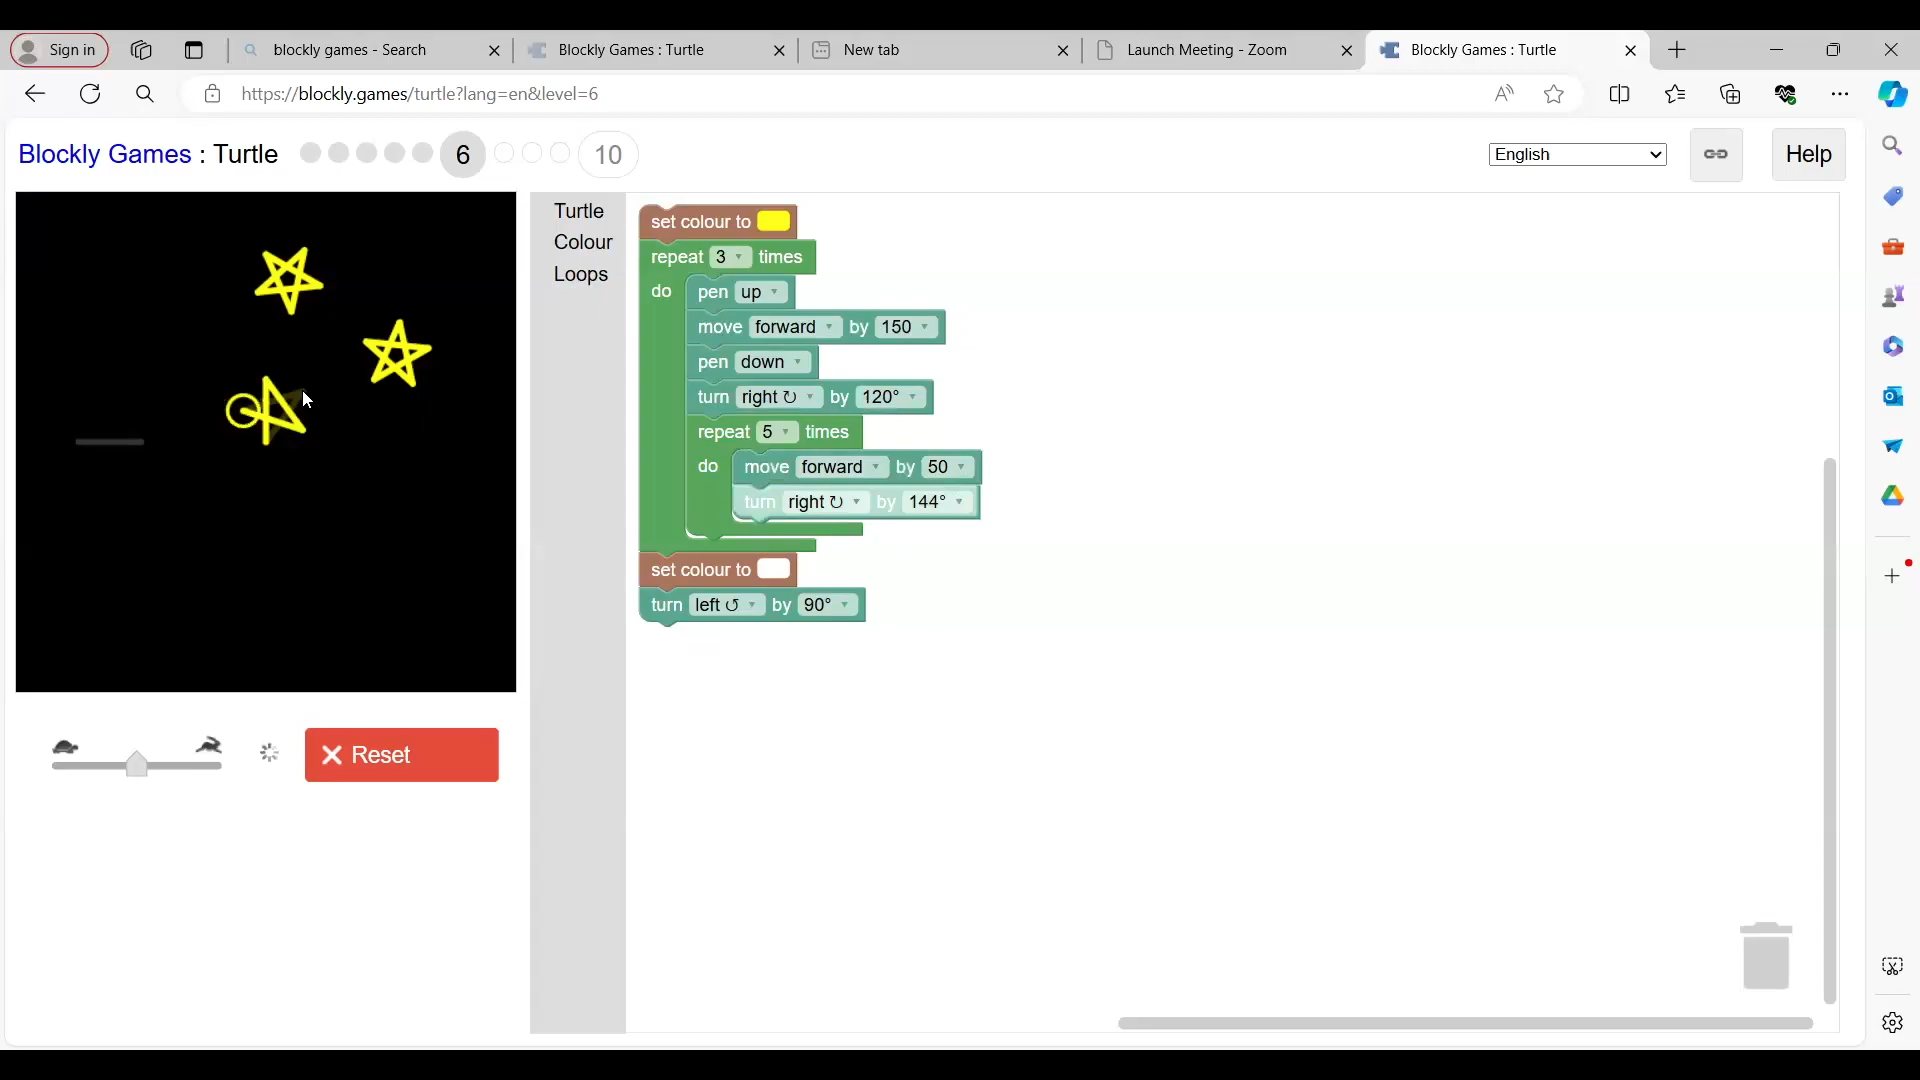 Sign in
blockly games - Search
Blockly Games : Turtle
New tab
Launch Meeting - Zoom
Blockly Games : Turtle
https://blockly.games/turtle?lang=en&level=6
Blockly Games : Turtle 6 10
English
Help
Turtle
Colour
Loops
set colour to
repeat 3 times
do pen up
move forward by 150
pen down
turn right ↻ by 120°
repeat 5 times
do move forward by 50
turn right ↻ by 144°
set colour to
turn left ↺ by 90°
Reset